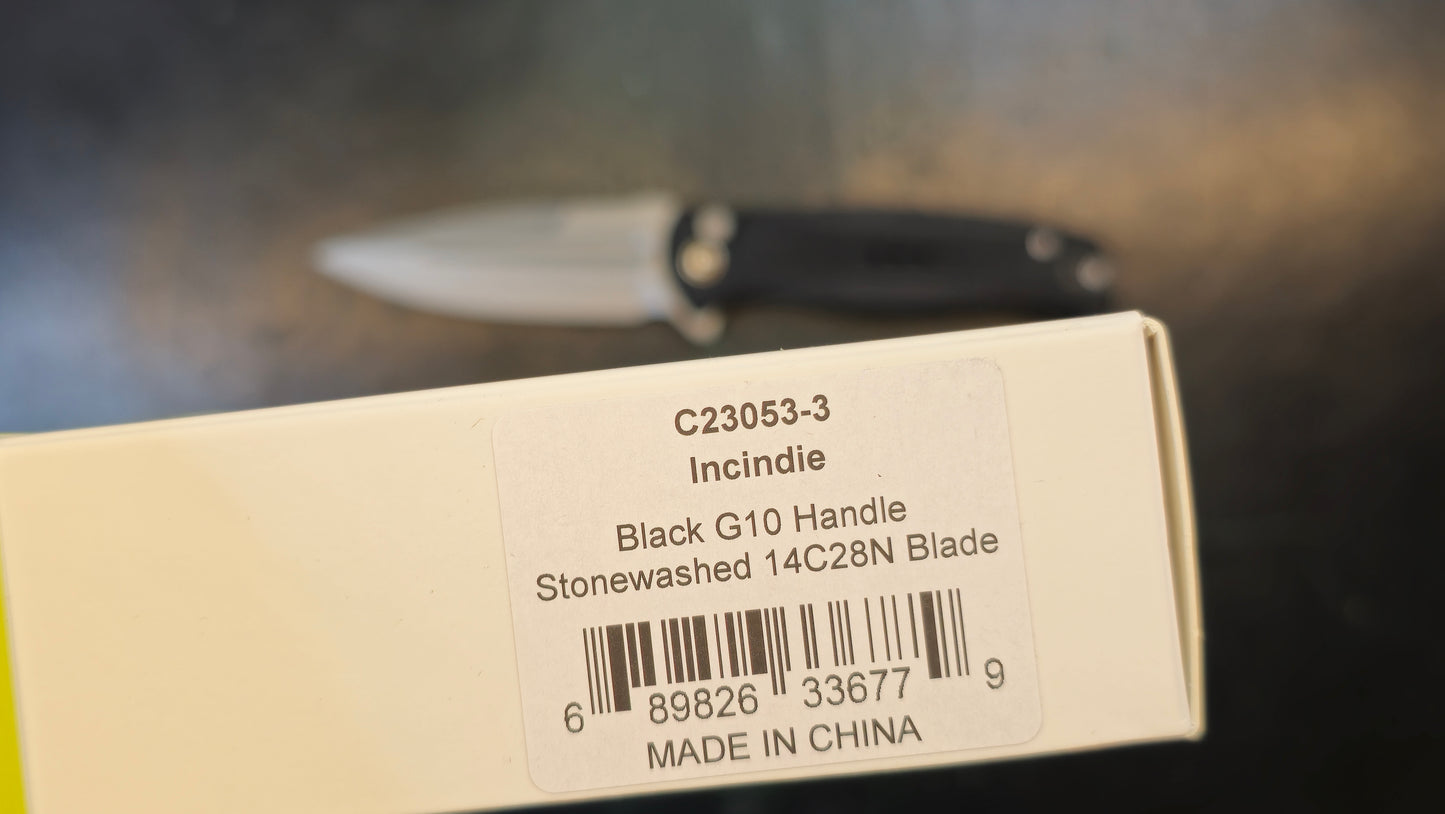 C23053-3
Incindie
Black G10 Handle
Stonewashed 14C28N Blade
6 89826 33677 9
MADE IN CHINA